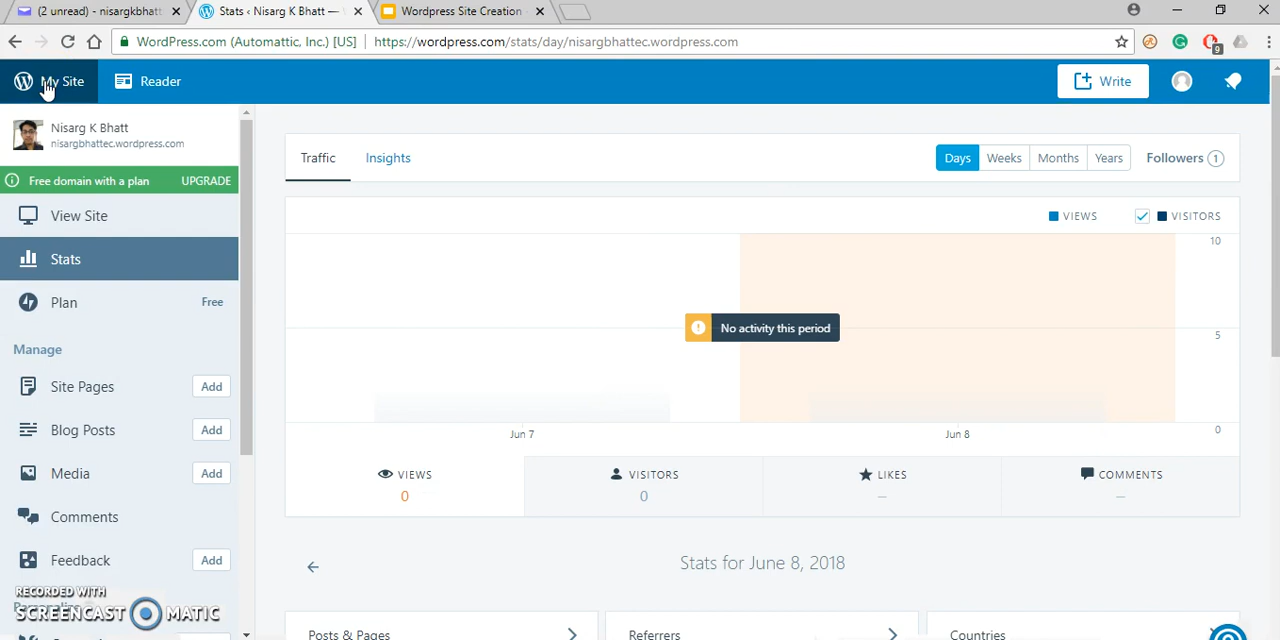 (2 unread) - nisargkbhatt
Stats ‹ Nisarg K Bhatt —
Wordpress Site Creation
WordPress.com (Automattic, Inc.) [US]
https://wordpress.com/stats/day/nisargbhattec.wordpress.com
9
My Site
Reader
Write
Nisarg K Bhatt
nisargbhattec.wordpress.com
Free domain with a plan
UPGRADE
View Site
Stats
Plan
Free
Manage
Site Pages
Add
Blog Posts
Add
Media
Add
Comments
Feedback
Add
Traffic
Insights
Days
Weeks
Months
Years
Followers 1
VIEWS
VISITORS
10
5
0
No activity this period
Jun 7
Jun 8
VIEWS
0
VISITORS
0
LIKES
–
COMMENTS
–
Stats for June 8, 2018
Posts & Pages
Referrers
Countries
RECORDED WITH
SCREENCAST MATIC